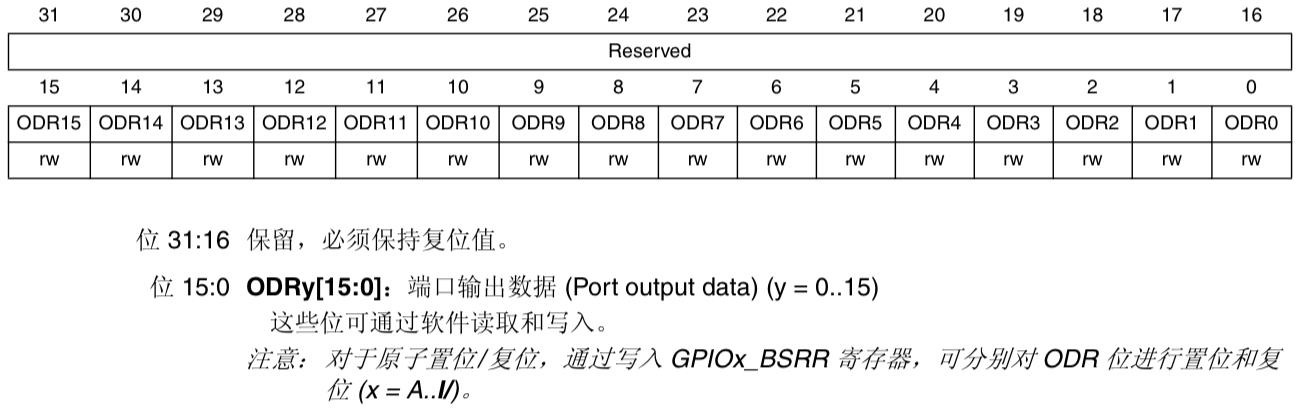 31 30 29 28 27 26 25 24 23 22 21 20 19 18 17 16
Reserved
15 14 13 12 11 10 9 8 7 6 5 4 3 2 1 0
ODR15 ODR14 ODR13 ODR12 ODR11 ODR10 ODR9 ODR8 ODR7 ODR6 ODR5 ODR4 ODR3 ODR2 ODR1 ODR0
rw rw rw rw rw rw rw rw rw rw rw rw rw rw rw rw
位 31:16 保留，必须保持复位值。
位 15:0 ODRy[15:0]：端口输出数据 (Port output data) (y = 0..15)
这些位可通过软件读取和写入。
注意：对于原子置位/复位，通过写入 GPIOx_BSRR 寄存器，可分别对 ODR 位进行置位和复
位 (x = A..I/)。